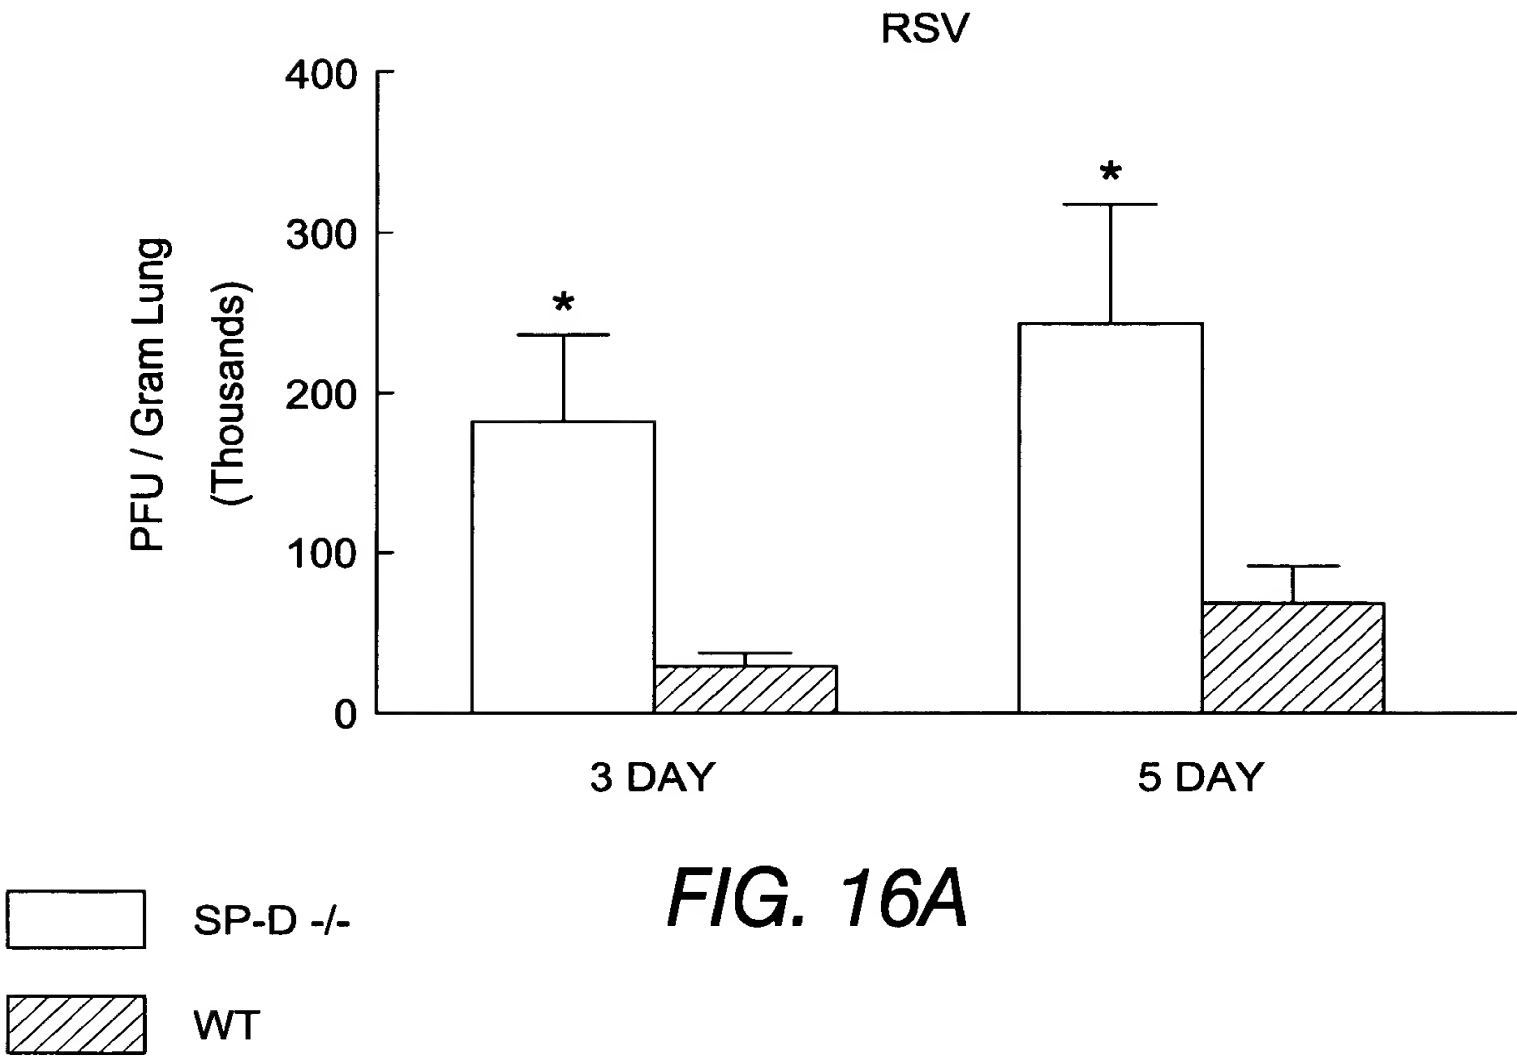 RSV
400
300
200
100
0
PFU / Gram Lung
(Thousands)
*
*
3 DAY
5 DAY
FIG. 16A
SP-D -/-
WT